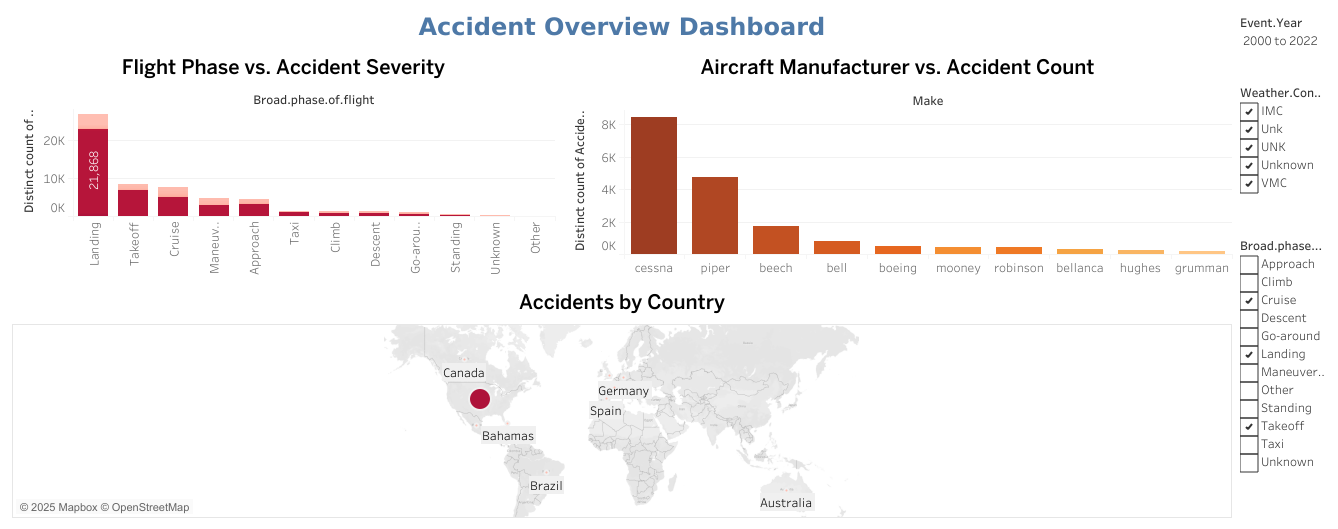 Accident Overview Dashboard
Flight Phase vs. Accident Severity
Broad.phase.of.flight
Distinct count of ..
20K
10K
0K
21,868
Landing
Takeoff
Cruise
Maneuv..
Approach
Taxi
Climb
Descent
Go-arou..
Standing
Unknown
Other
Aircraft Manufacturer vs. Accident Count
Make
Distinct count of Accide..
8K
6K
4K
2K
0K
cessna
piper
beech
bell
boeing
mooney
robinson
bellanca
hughes
grumman
Accidents by Country
Canada
Germany
Spain
Bahamas
Brazil
Australia
© 2025 Mapbox © OpenStreetMap
Event.Year
2000 to 2022
Weather.Con..
IMC
Unk
UNK
Unknown
VMC
Broad.phase...
Approach
Climb
Cruise
Descent
Go-around
Landing
Maneuver..
Other
Standing
Takeoff
Taxi
Unknown